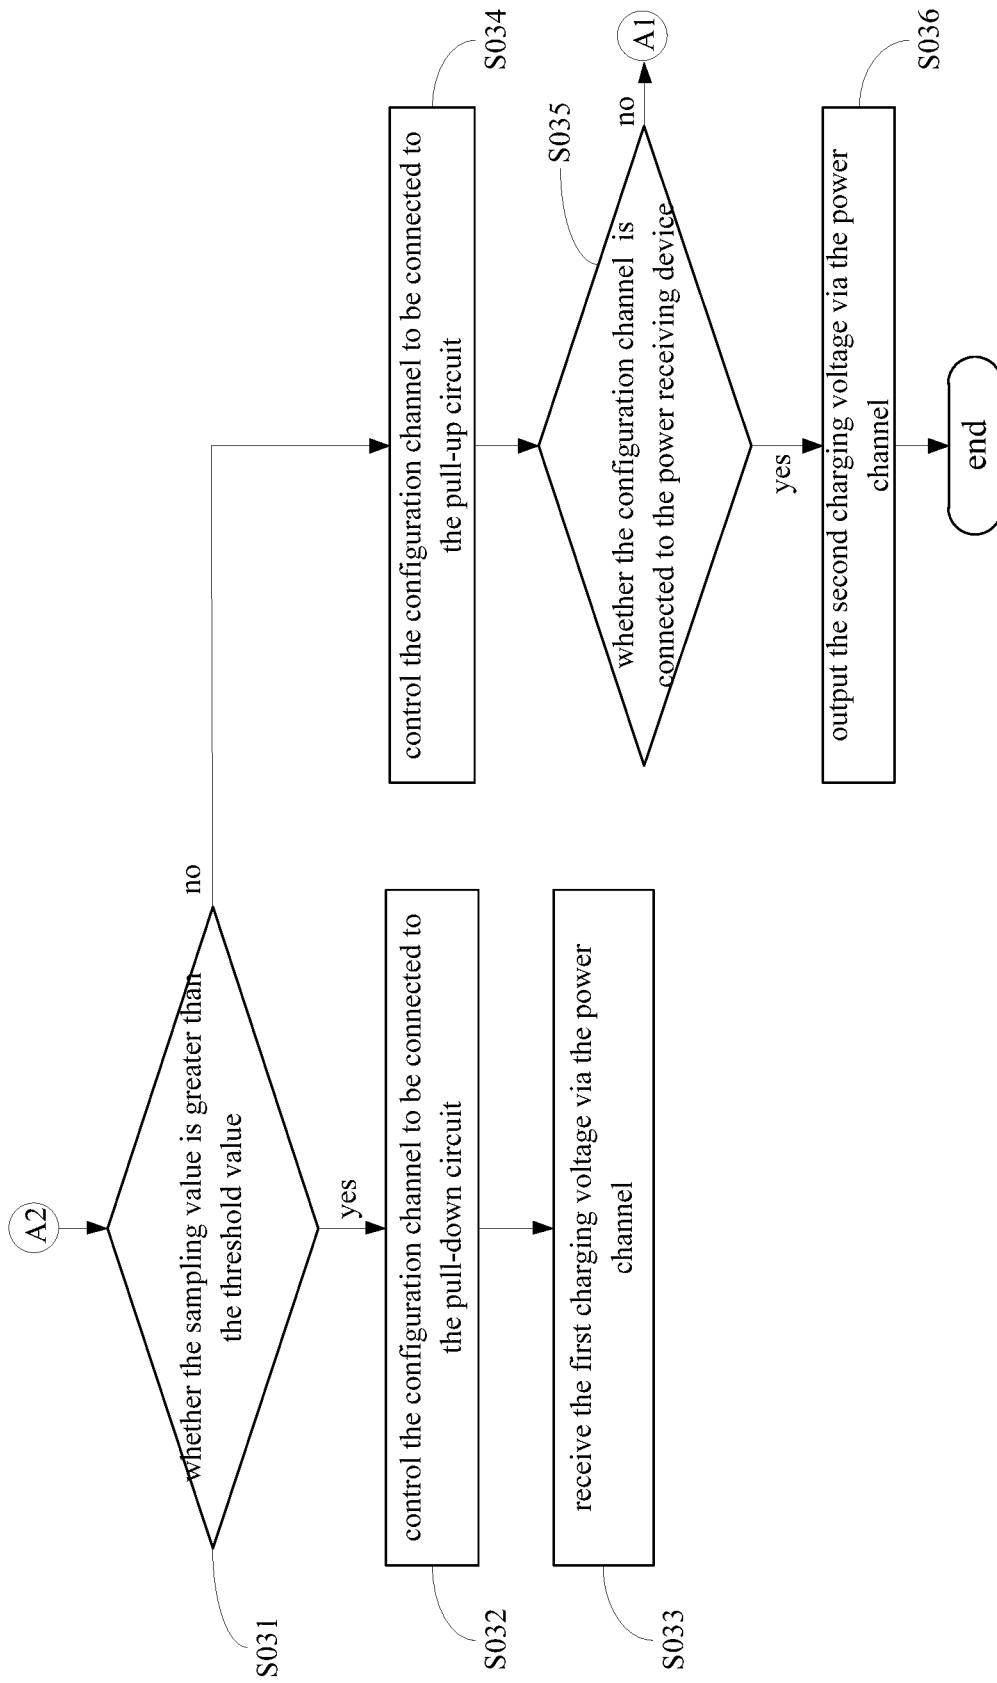 A2
whether the sampling value is greater than
the threshold value
S031
no
yes
control the configuration channel to be connected to
the pull-down circuit
S032
receive the first charging voltage via the power
channel
S033
control the configuration channel to be connected to
the pull-up circuit
S034
whether the configuration channel is
connected to the power receiving device
S035
no
A1
yes
output the second charging voltage via the power
channel
S036
end